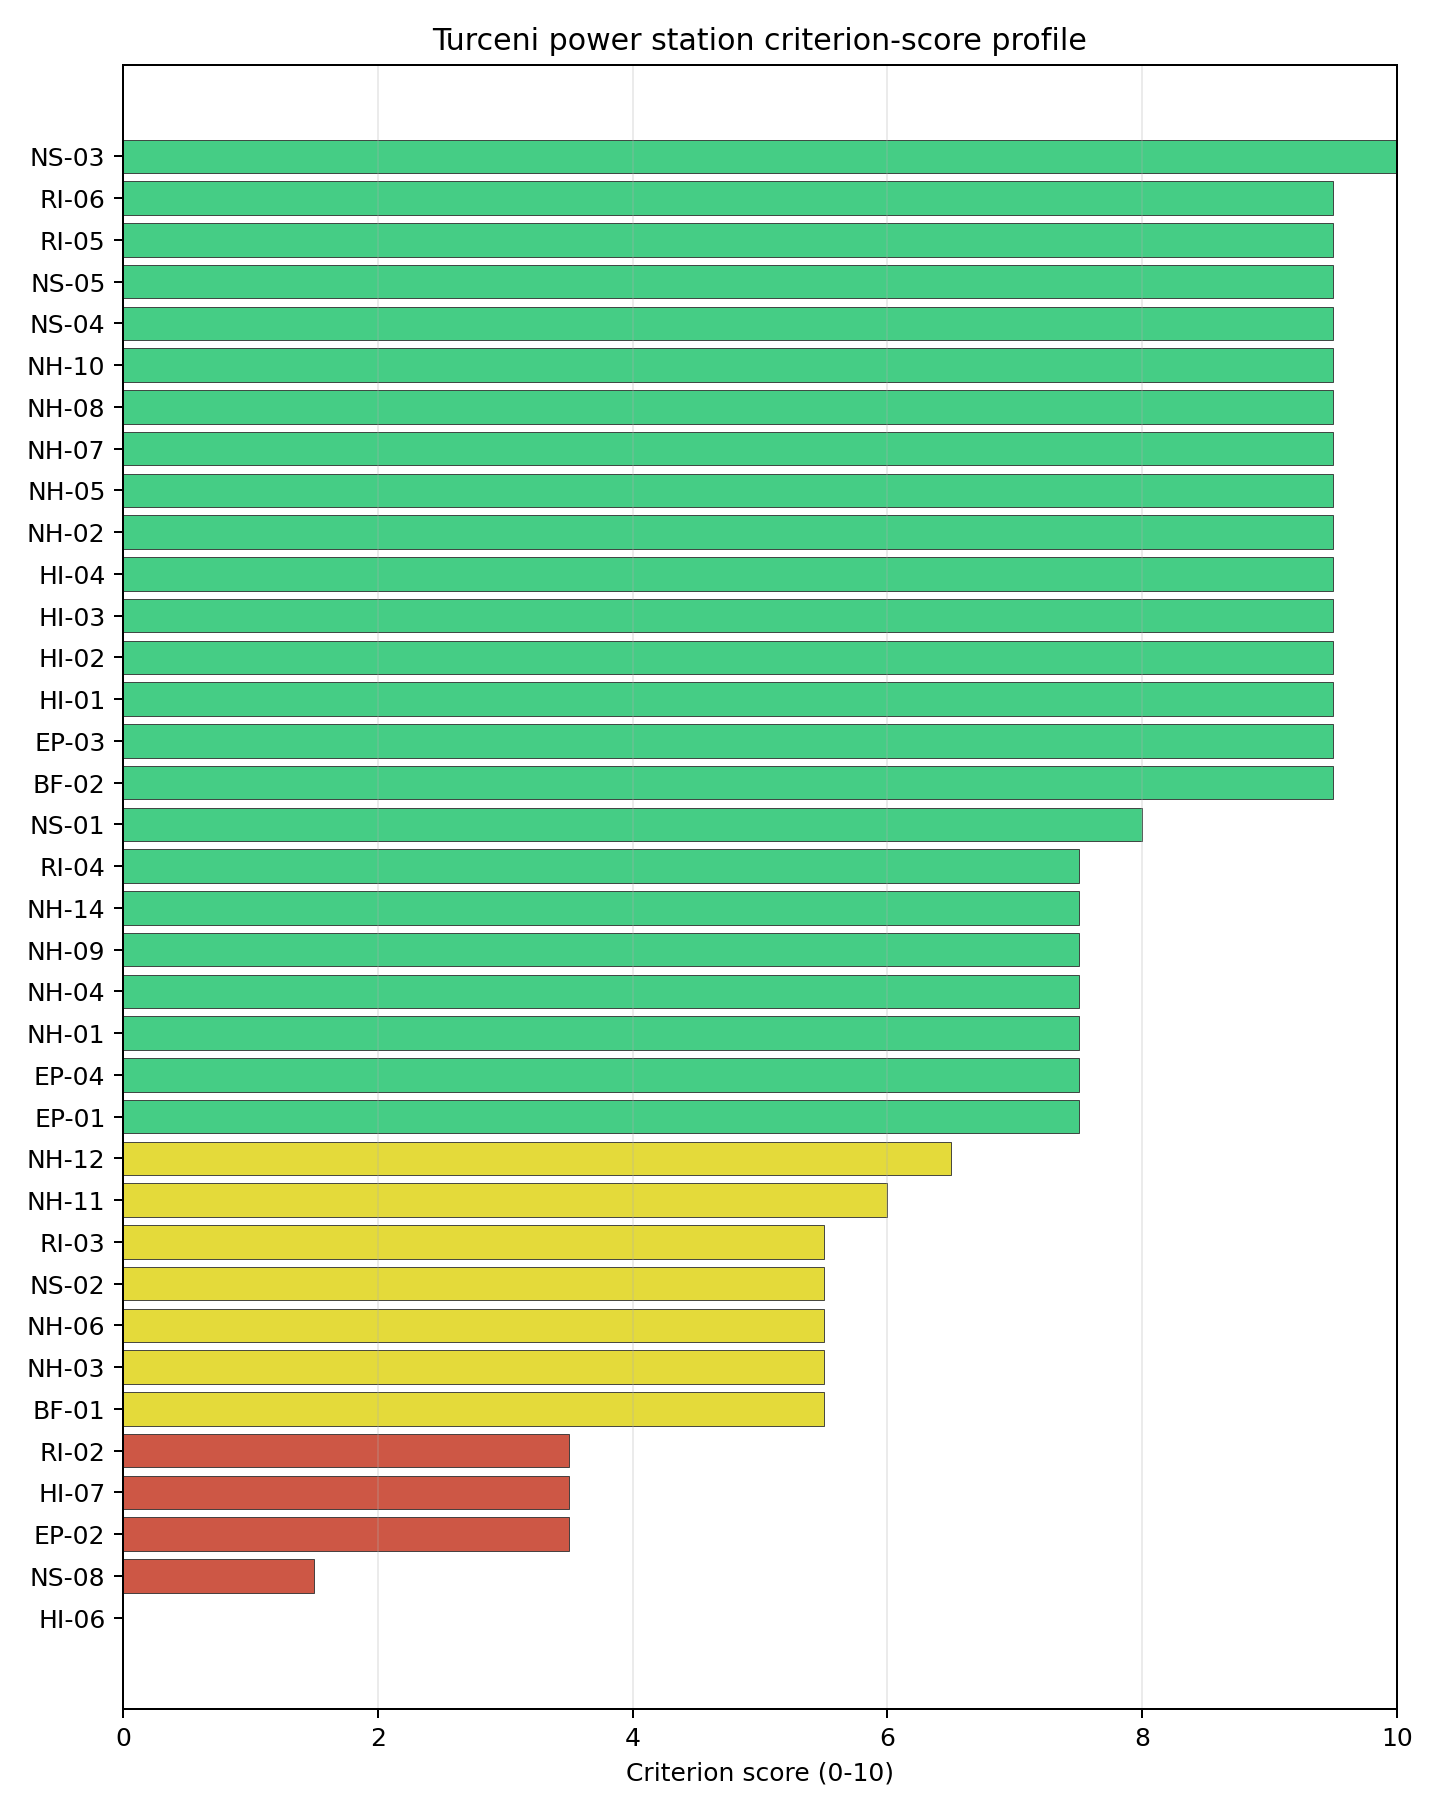 Turceni power station criterion-score profile
NS-03
RI-06
RI-05
NS-05
NS-04
NH-10
NH-08
NH-07
NH-05
NH-02
HI-04
HI-03
HI-02
HI-01
EP-03
BF-02
NS-01
RI-04
NH-14
NH-09
NH-04
NH-01
EP-04
EP-01
NH-12
NH-11
RI-03
NS-02
NH-06
NH-03
BF-01
RI-02
HI-07
EP-02
NS-08
HI-06
0 2 4 6 8 10
Criterion score (0-10)